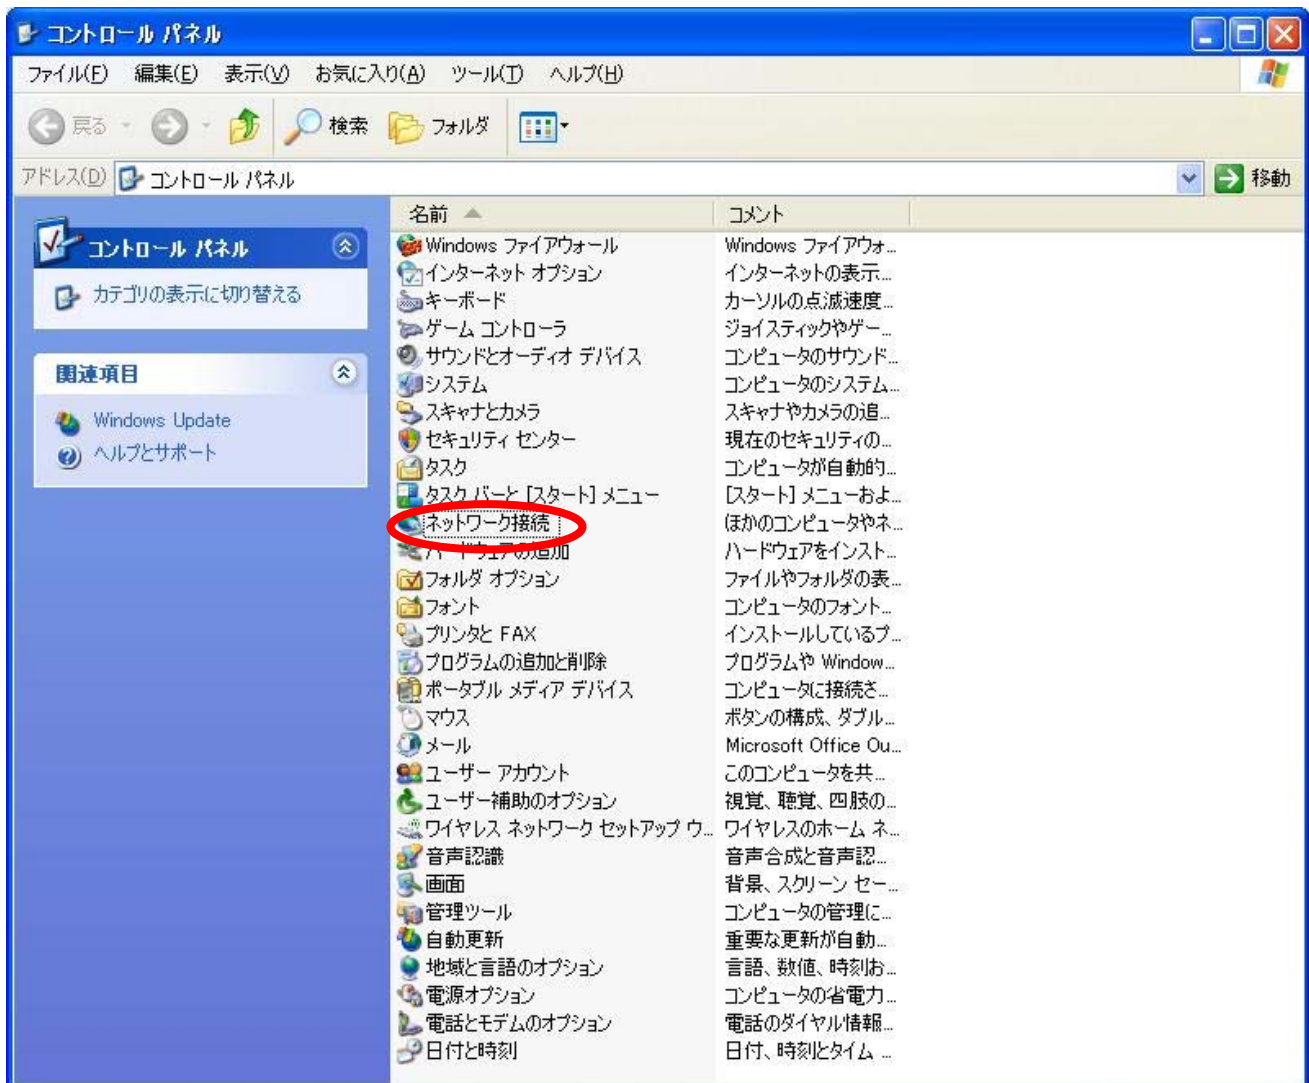 コントロール パネル
ファイル(F) 編集(E) 表示(V) お気に入り(A) ツール(T) ヘルプ(H)
戻る 検索 フォルダ
アドレス(D) コントロール パネル 移動
コントロール パネル
カテゴリの表示に切り替える
関連項目
Windows Update
ヘルプとサポート
名前 コメント
Windows ファイアウォール Windows ファイアウォ...
インターネット オプション インターネットの表示...
キーボード カーソルの点滅速度...
ゲーム コントローラ ジョイスティックやゲー...
サウンドとオーディオ デバイス コンピュータのサウンド...
システム コンピュータのシステム...
スキャナとカメラ スキャナやカメラの追...
セキュリティ センター 現在のセキュリティの...
タスク コンピュータが自動的...
タスク バーと [スタート] メニュー [スタート] メニューおよ...
ネットワーク接続 ほかのコンピュータやネ...
ハードウェアの追加 ハードウェアをインスト...
フォルダ オプション ファイルやフォルダの表...
フォント コンピュータのフォント...
プリンタと FAX インストールしているプ...
プログラムの追加と削除 プログラムや Window...
ポータブル メディア デバイス コンピュータに接続さ...
マウス ボタンの構成、ダブル...
メール Microsoft Office Ou...
ユーザー アカウント このコンピュータを共...
ユーザー補助のオプション 視覚、聴覚、四肢の...
ワイヤレス ネットワーク セットアップ ウ... ワイヤレスのホーム ネ...
音声認識 音声合成と音声認...
画面 背景、スクリーン セー...
管理ツール コンピュータの管理に...
自動更新 重要な更新が自動...
地域と言語のオプション 言語、数値、時刻お...
電源オプション コンピュータの省電力...
電話とモデムのオプション 電話のダイヤル情報...
日付と時刻 日付、時刻とタイム ...